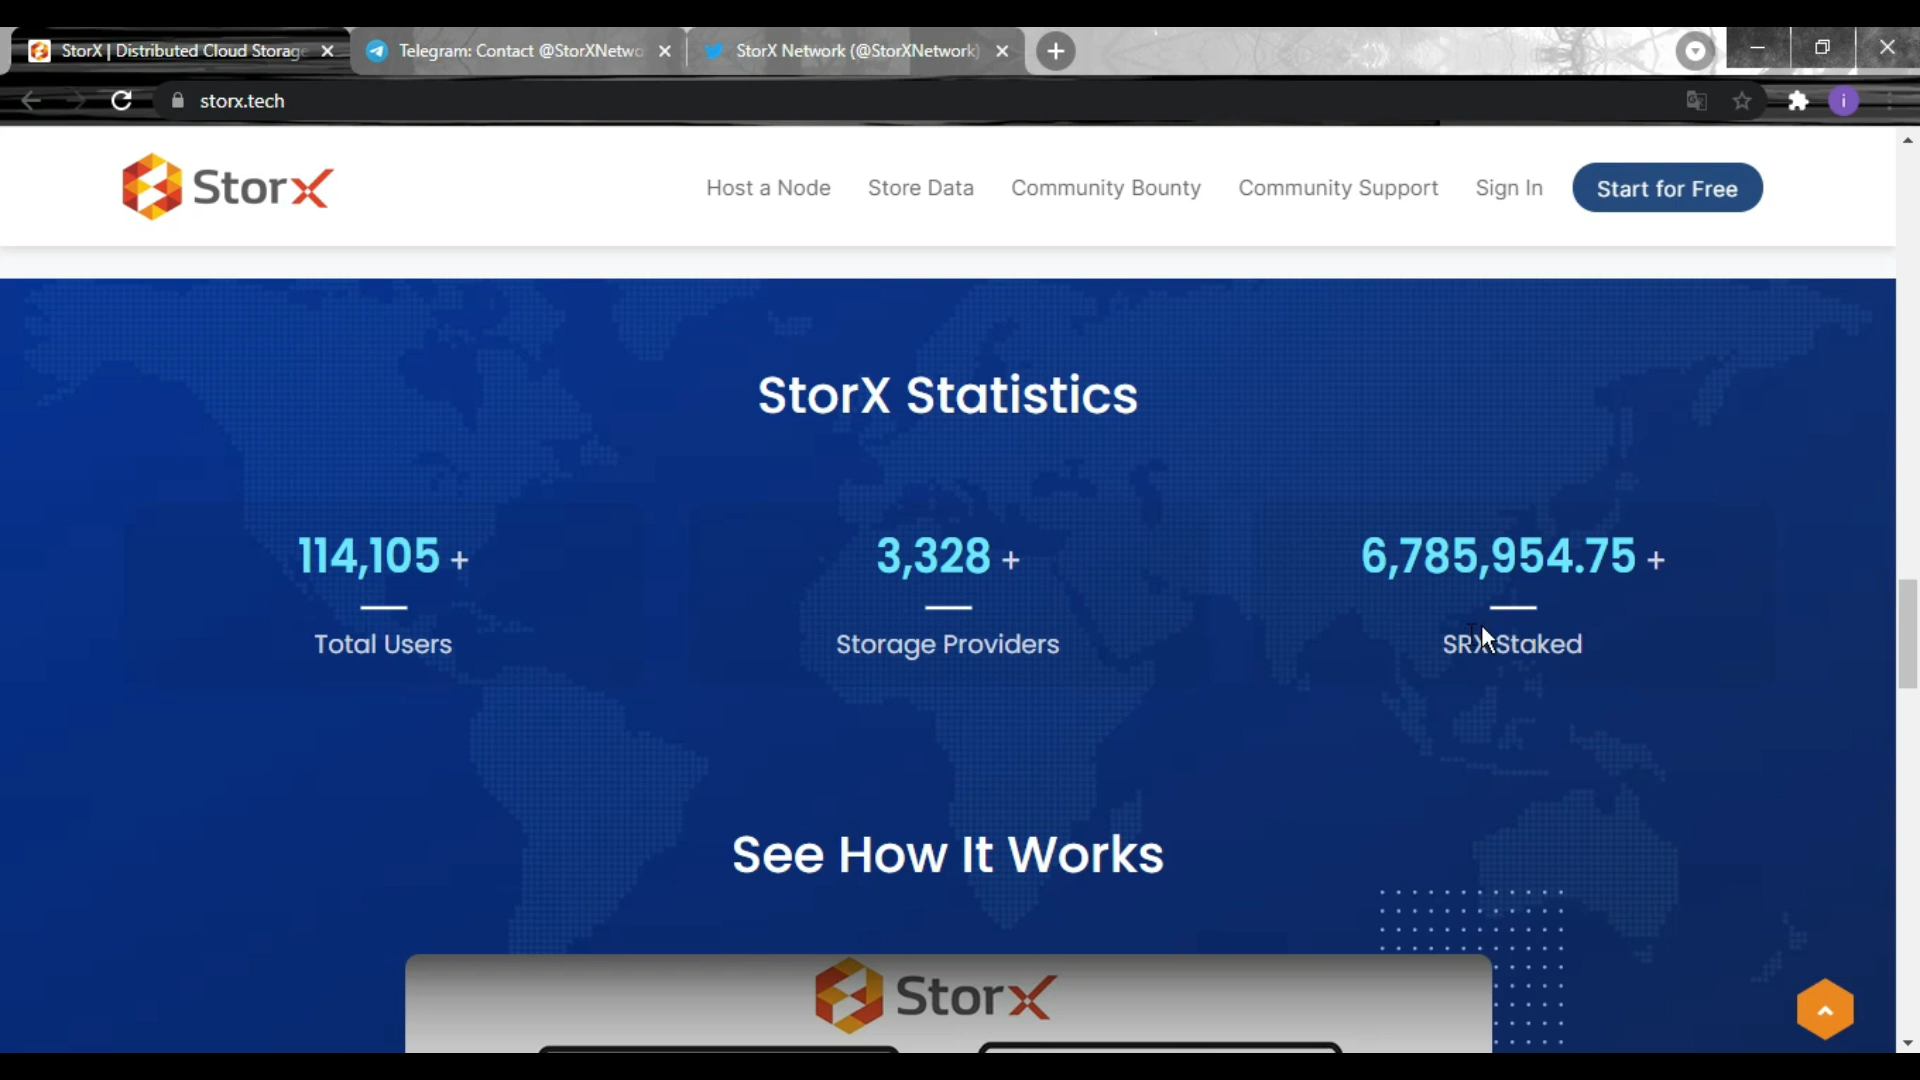 StorX | Distributed Cloud Storage
Telegram: Contact @StorXNetwo
StorX Network (@StorXNetwork)
storx.tech
i
StorX
Host a Node
Store Data
Community Bounty
Community Support
Sign In
Start for Free
StorX Statistics
114,105 +
3,328 +
6,785,954.75 +
Total Users
Storage Providers
SRX Staked
See How It Works
StorX